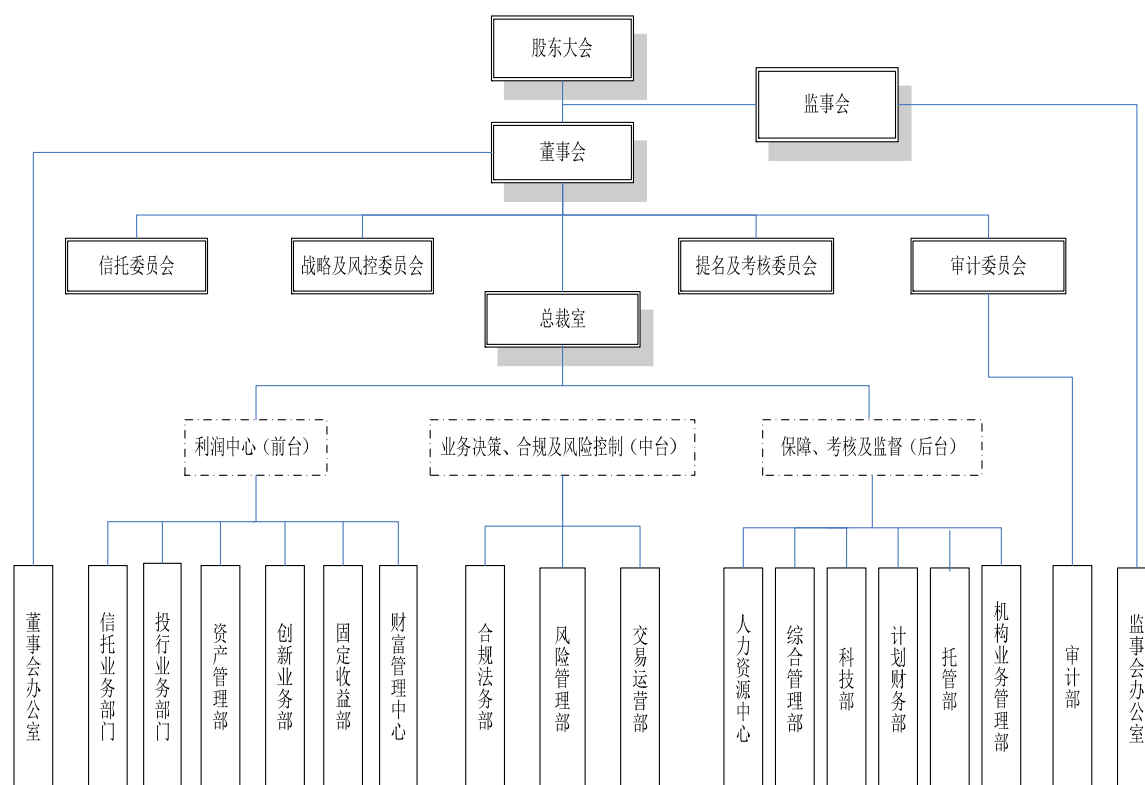 股东大会
监事会
董事会
信托委员会
战略及风控委员会
提名及考核委员会
审计委员会
总裁室
利润中心（前台）
业务决策、合规及风险控制（中台）
保障、考核及监督（后台）
董事会办公室
信托业务部门
投行业务部门
资产管理部
创新业务部
固定收益部
财富管理中心
合规法务部
风险管理部
交易运营部
人力资源中心
综合管理部
科技部
计划财务部
托管部
机构业务管理部
审计部
监事会办公室